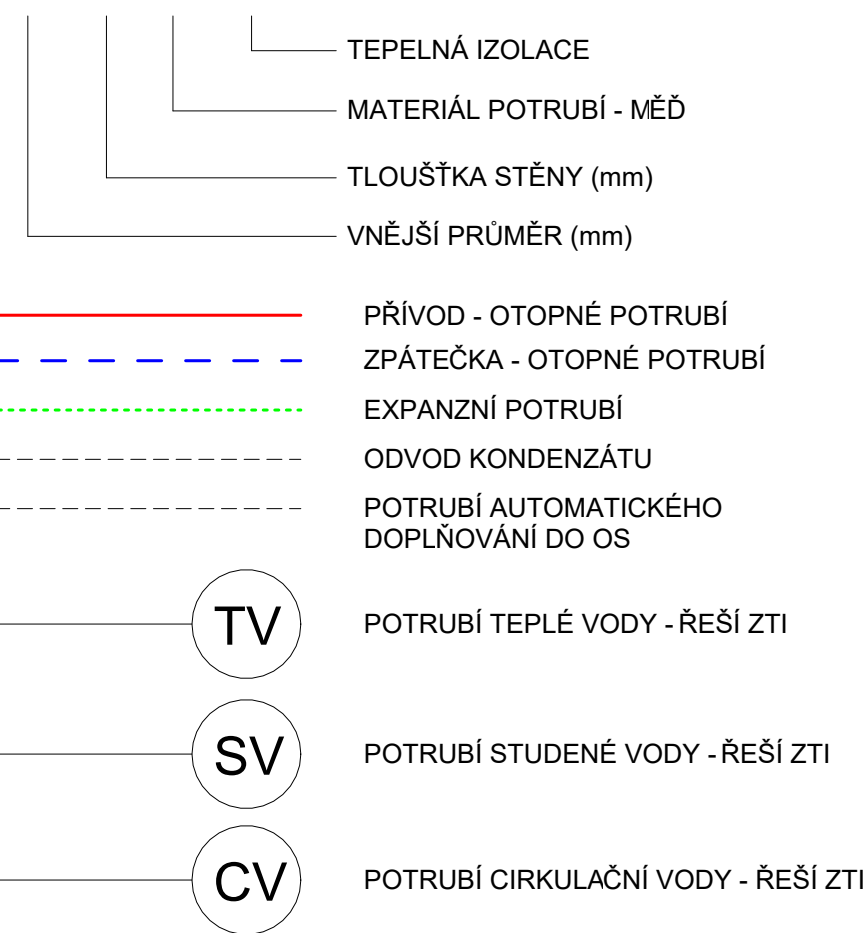 TEPELNÁ IZOLACE
MATERIÁL POTRUBÍ - MĚĎ
TLOUŠŤKA STĚNY (mm)
VNĚJŠÍ PRŮMĚR (mm)
PŘÍVOD - OTOPNÉ POTRUBÍ
ZPÁTEČKA - OTOPNÉ POTRUBÍ
EXPANZNÍ POTRUBÍ
ODVOD KONDENZÁTU
POTRUBÍ AUTOMATICKÉHO
DOPLŇOVÁNÍ DO OS
TV POTRUBÍ TEPLÉ VODY - ŘEŠÍ ZTI
SV POTRUBÍ STUDENÉ VODY - ŘEŠÍ ZTI
CV POTRUBÍ CIRKULAČNÍ VODY - ŘEŠÍ ZTI